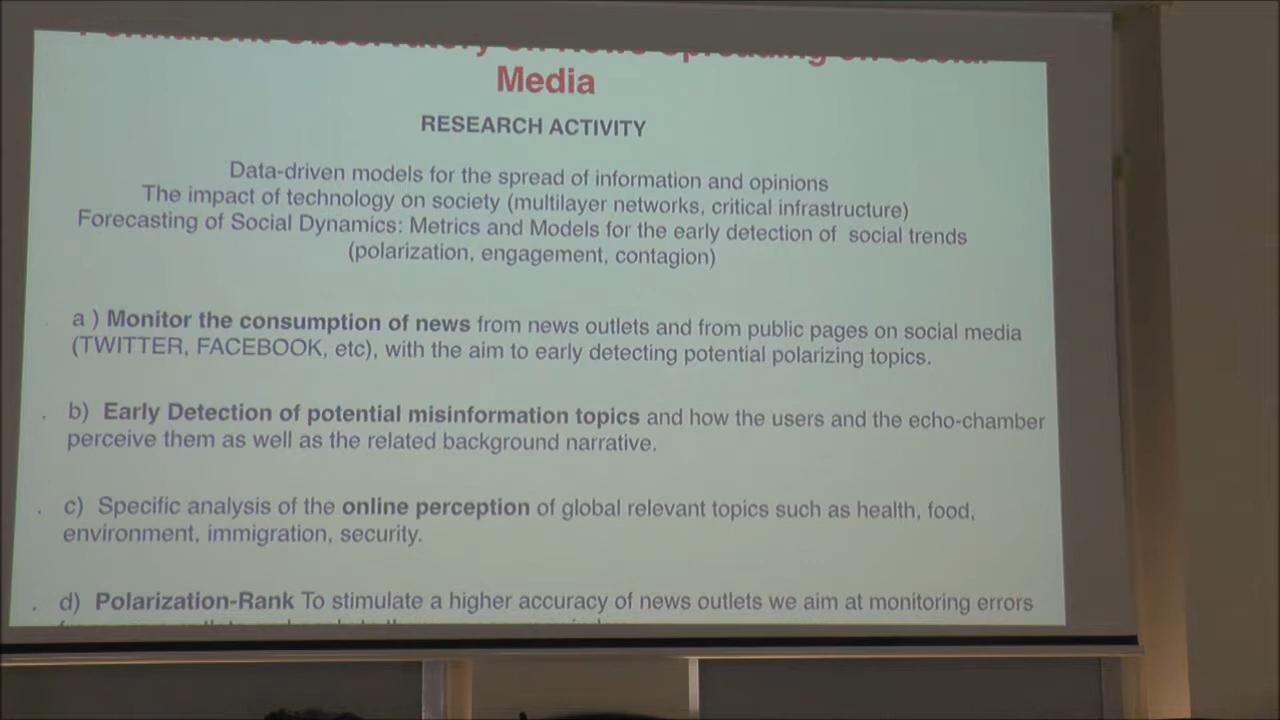 Media
RESEARCH ACTIVITY
Data-driven models for the spread of information and opinions
The impact of technology on society (multilayer networks, critical infrastructure)
Forecasting of Social Dynamics: Metrics and Models for the early detection of social trends
(polarization, engagement, contagion)
a ) Monitor the consumption of news from news outlets and from public pages on social media
(TWITTER, FACEBOOK, etc), with the aim to early detecting potential polarizing topics.
. b) Early Detection of potential misinformation topics and how the users and the echo-chamber
perceive them as well as the related background narrative.
. c) Specific analysis of the online perception of global relevant topics such as health, food,
environment, immigration, security.
. d) Polarization-Rank To stimulate a higher accuracy of news outlets we aim at monitoring errors